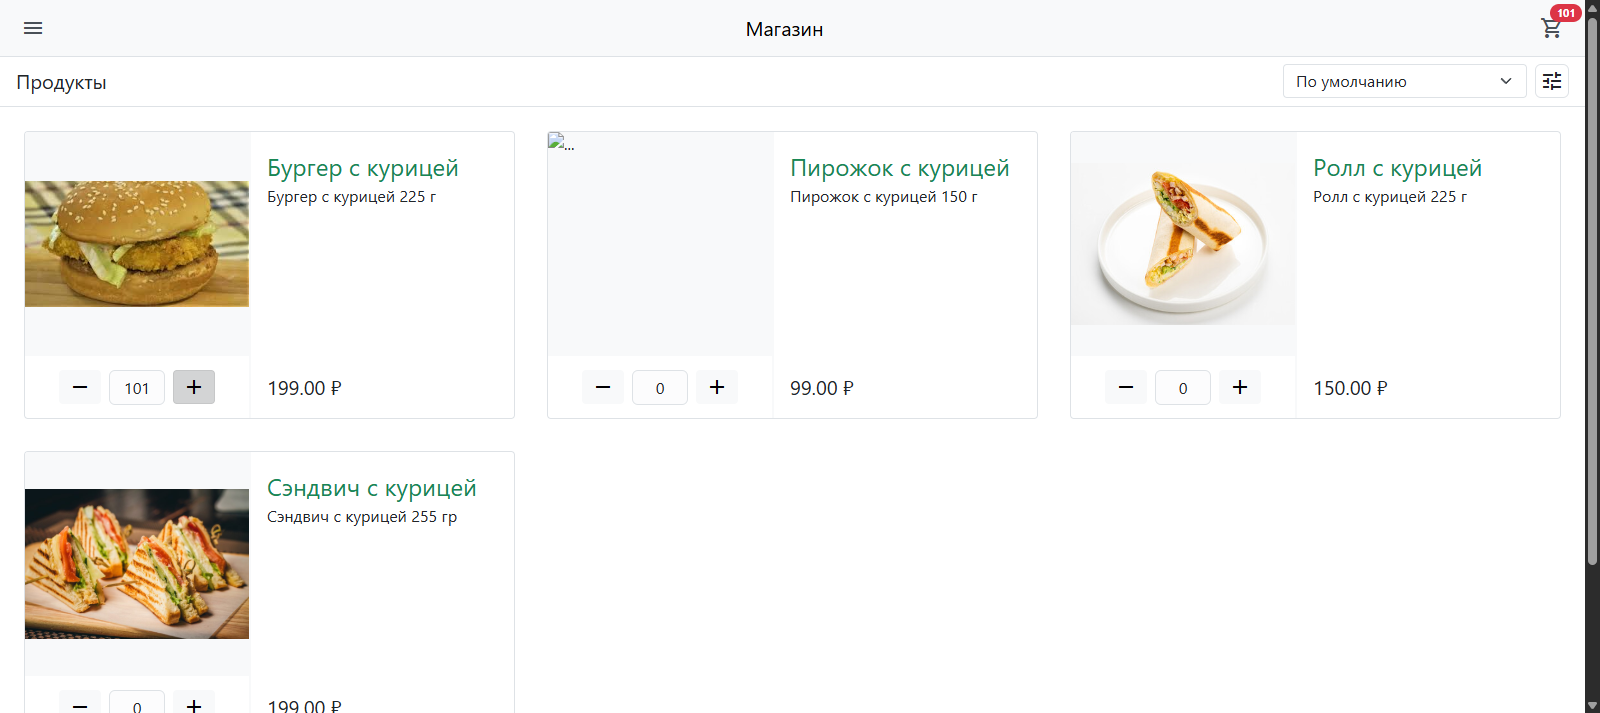 Магазин
101
Продукты
По умолчанию
Бургер с курицей
Бургер с курицей 225 г
101
199.00 ₽
...
Пирожок с курицей
Пирожок с курицей 150 г
0
99.00 ₽
Ролл с курицей
Ролл с курицей 225 г
0
150.00 ₽
Сэндвич с курицей
Сэндвич с курицей 255 гр
0
199.00 ₽